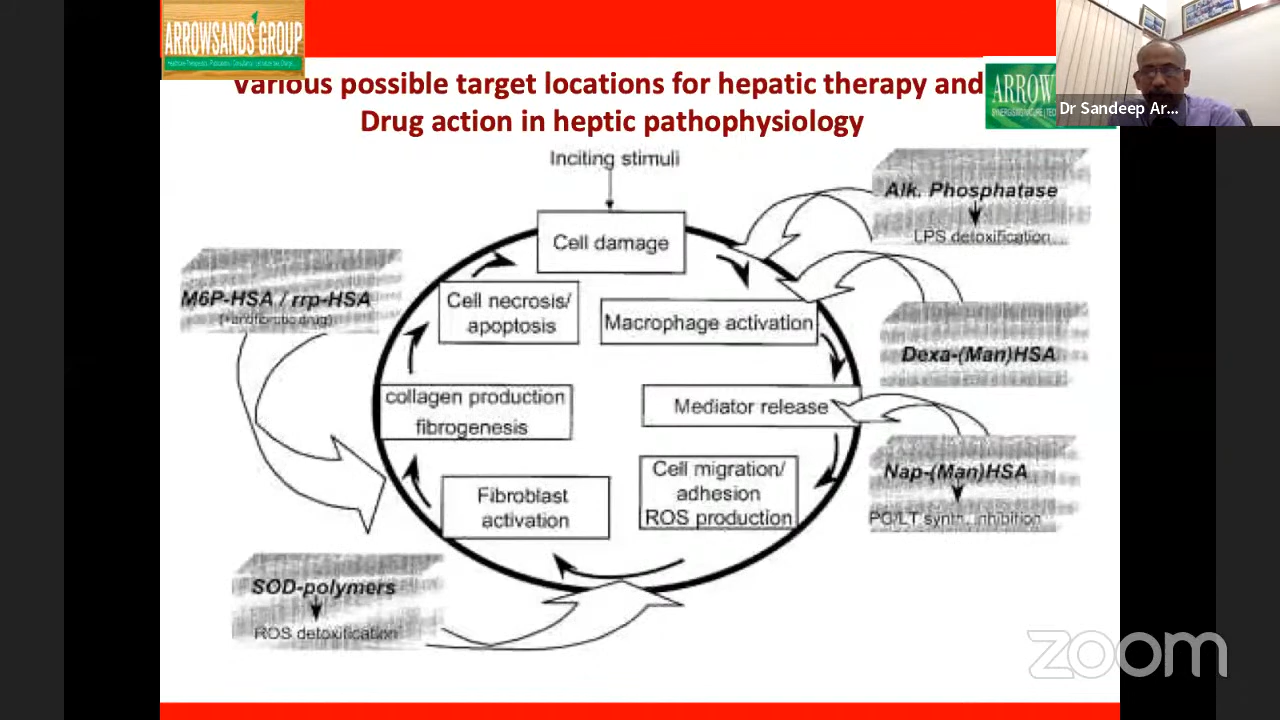 ARROWSANDS GROUP
Various possible target locations for hepatic therapy and
Drug action in heptic pathophysiology
ARROW
Dr Sandeep Ar...
Inciting stimuli
Cell damage
Alk. Phosphatase
LPS detoxification
M6P-HSA / rrp-HSA
(+antifibrotic drug)
Cell necrosis/
apoptosis
Macrophage activation
Dexa-(Man)HSA
collagen production
fibrogenesis
Mediator release
Nap-(Man)HSA
PG/LT synth. inhibition
Cell migration/
adhesion
ROS production
Fibroblast
activation
SOD-polymers
ROS detoxification
zoom